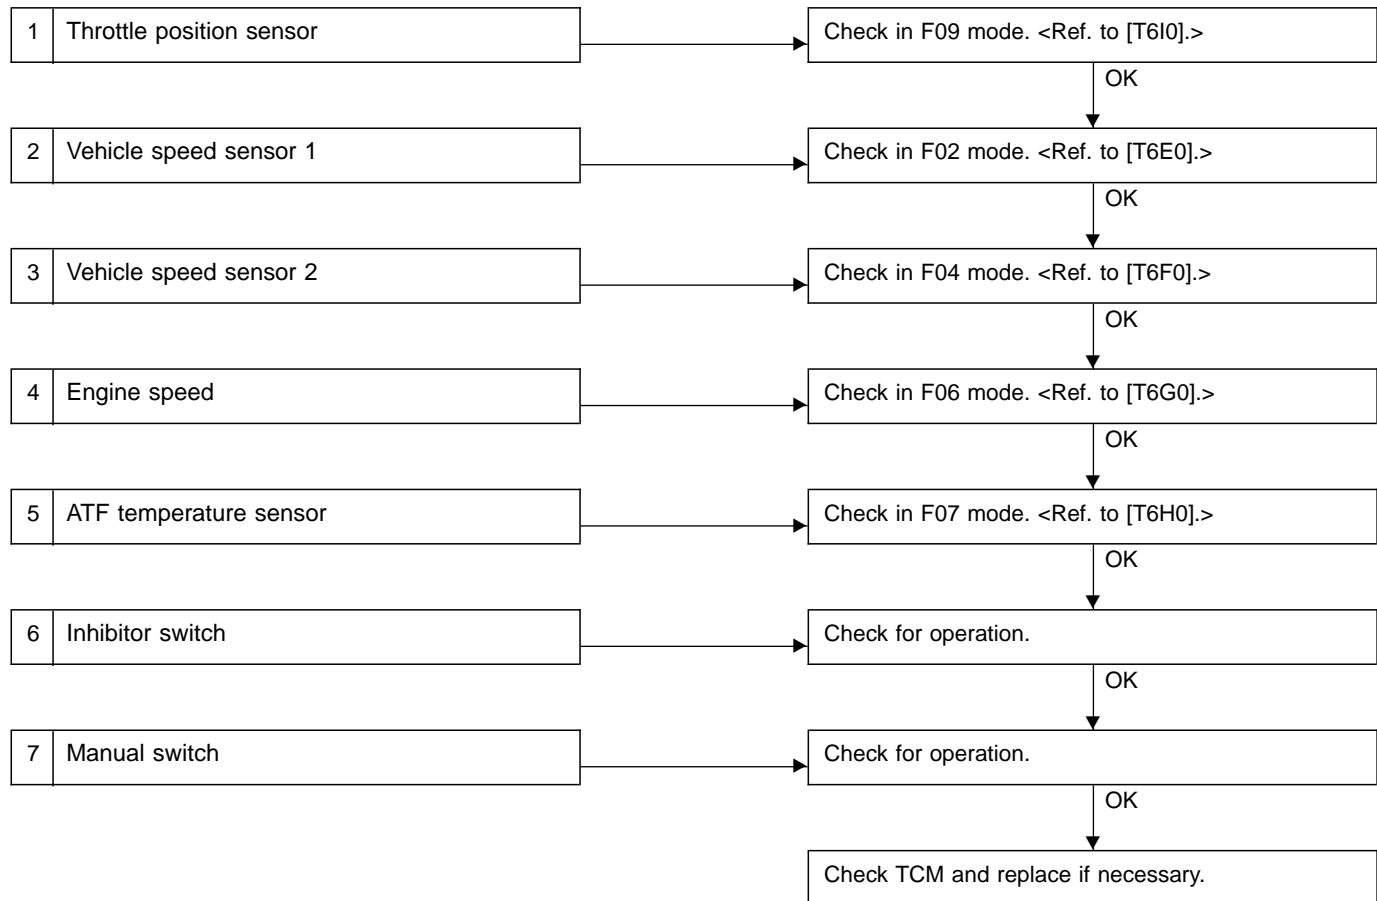 1 Throttle position sensor
Check in F09 mode. <Ref. to [T6I0].>
OK
2 Vehicle speed sensor 1
Check in F02 mode. <Ref. to [T6E0].>
OK
3 Vehicle speed sensor 2
Check in F04 mode. <Ref. to [T6F0].>
OK
4 Engine speed
Check in F06 mode. <Ref. to [T6G0].>
OK
5 ATF temperature sensor
Check in F07 mode. <Ref. to [T6H0].>
OK
6 Inhibitor switch
Check for operation.
OK
7 Manual switch
Check for operation.
OK
Check TCM and replace if necessary.